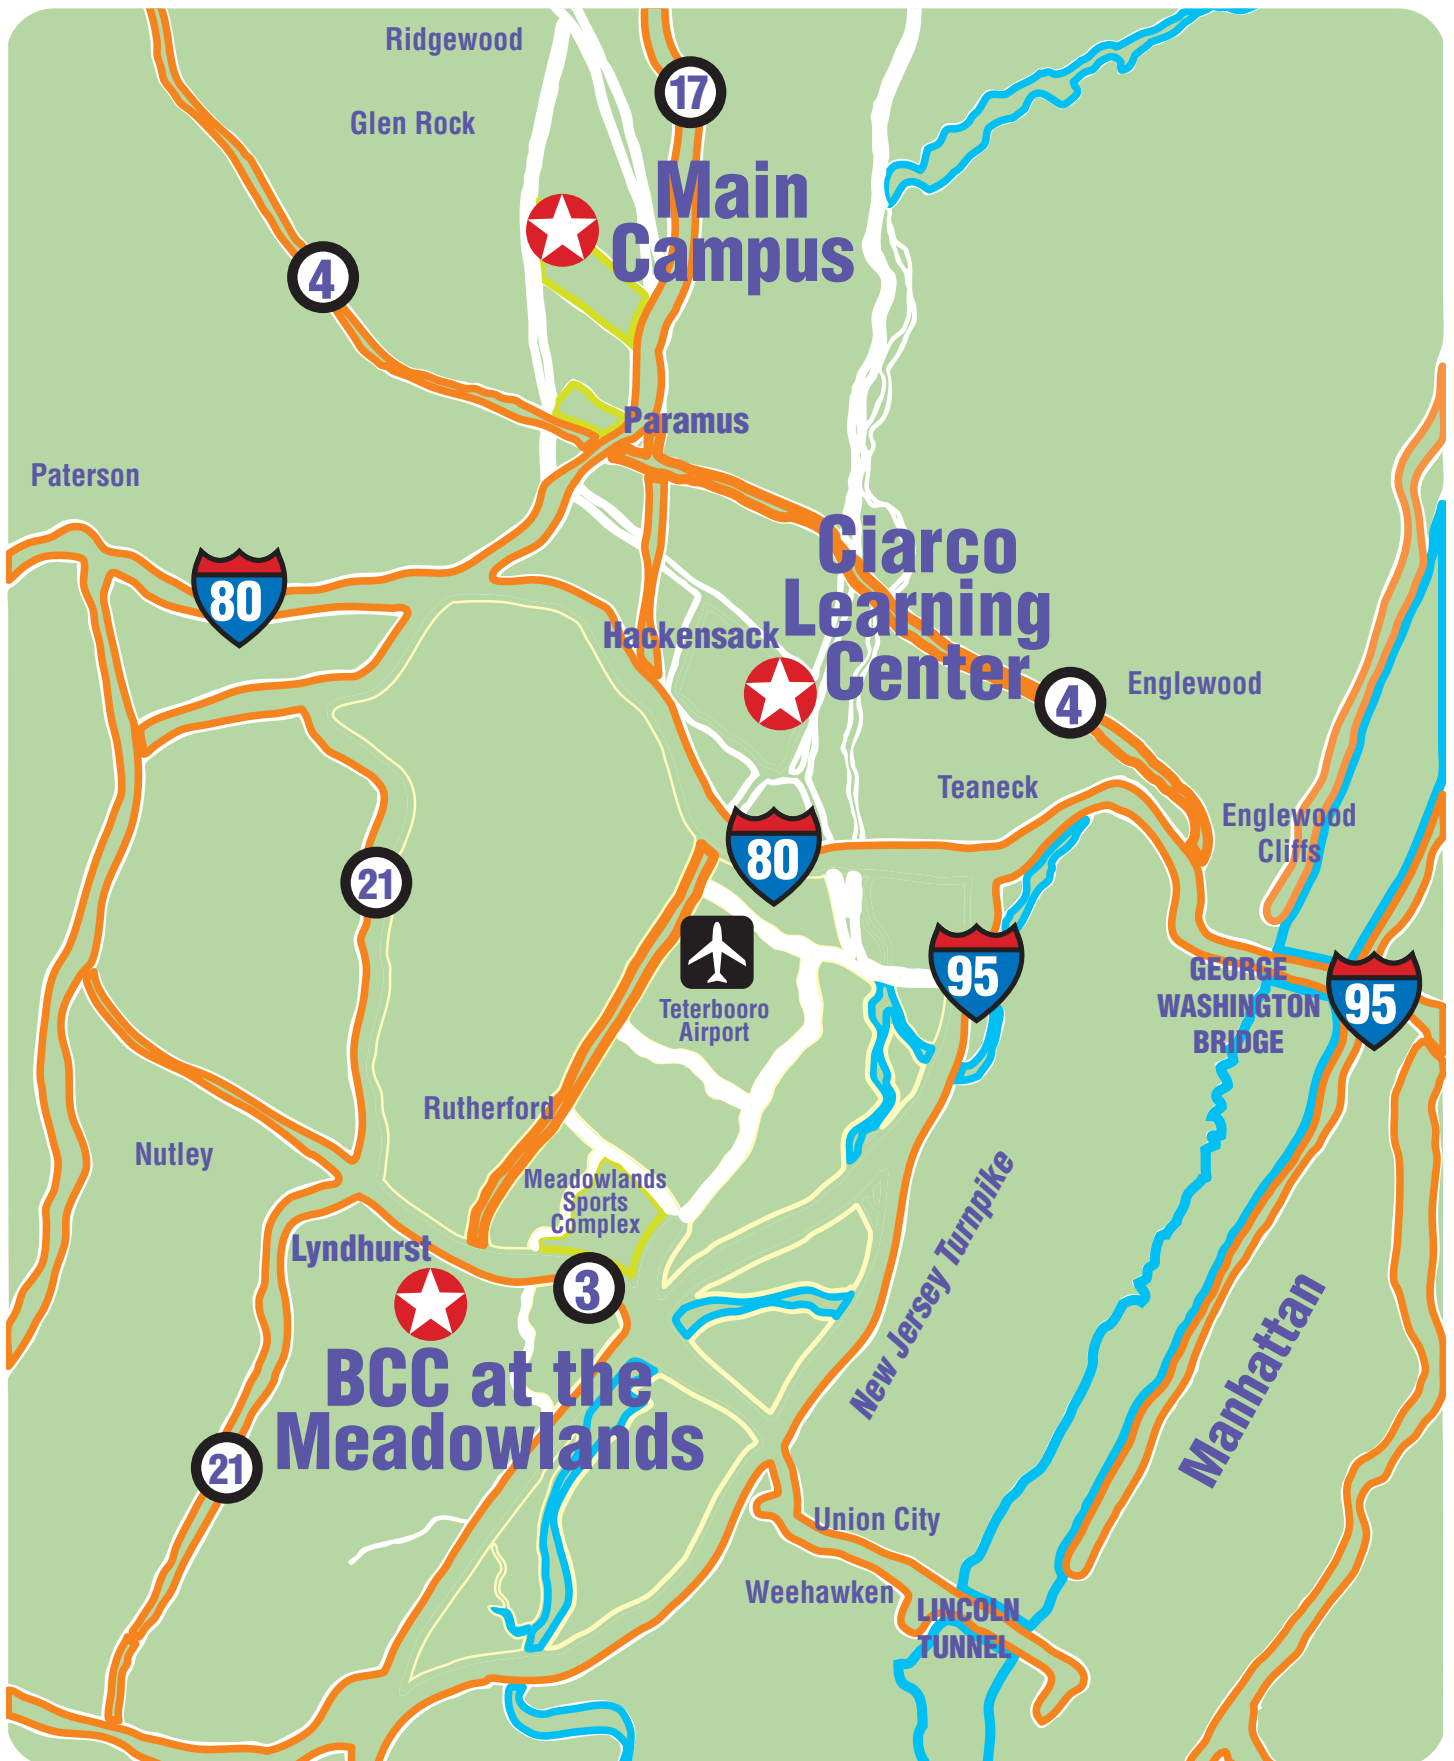 Ridgewood
17
Glen Rock
Main
Campus
4
Paramus
Paterson
Ciarco
Learning
Center
80
Hackensack
4
Englewood
Teaneck
Englewood
Cliffs
80
21
95
GEORGE
WASHINGTON
BRIDGE
95
Teterbooro
Airport
Rutherford
Nutley
Meadowlands
Sports
Complex
New Jersey Turnpike
Lyndhurst
3
Manhattan
BCC at the
Meadowlands
21
Union City
Weehawken
LINCOLN
TUNNEL